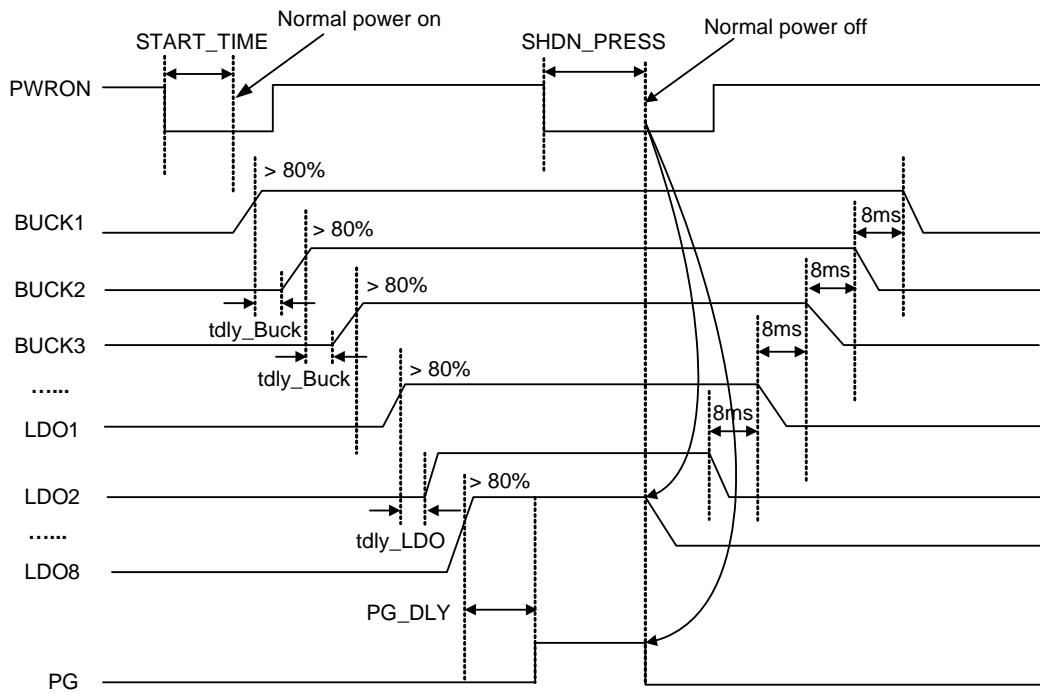 Normal power on
START_TIME
SHDN_PRESS
Normal power off
PWRON
> 80%
BUCK1
8ms
> 80%
BUCK2
8ms
> 80%
tdly_Buck
BUCK3
8ms
tdly_Buck
> 80%
......
8ms
LDO1
> 80%
LDO2
tdly_LDO
......
LDO8
PG_DLY
PG